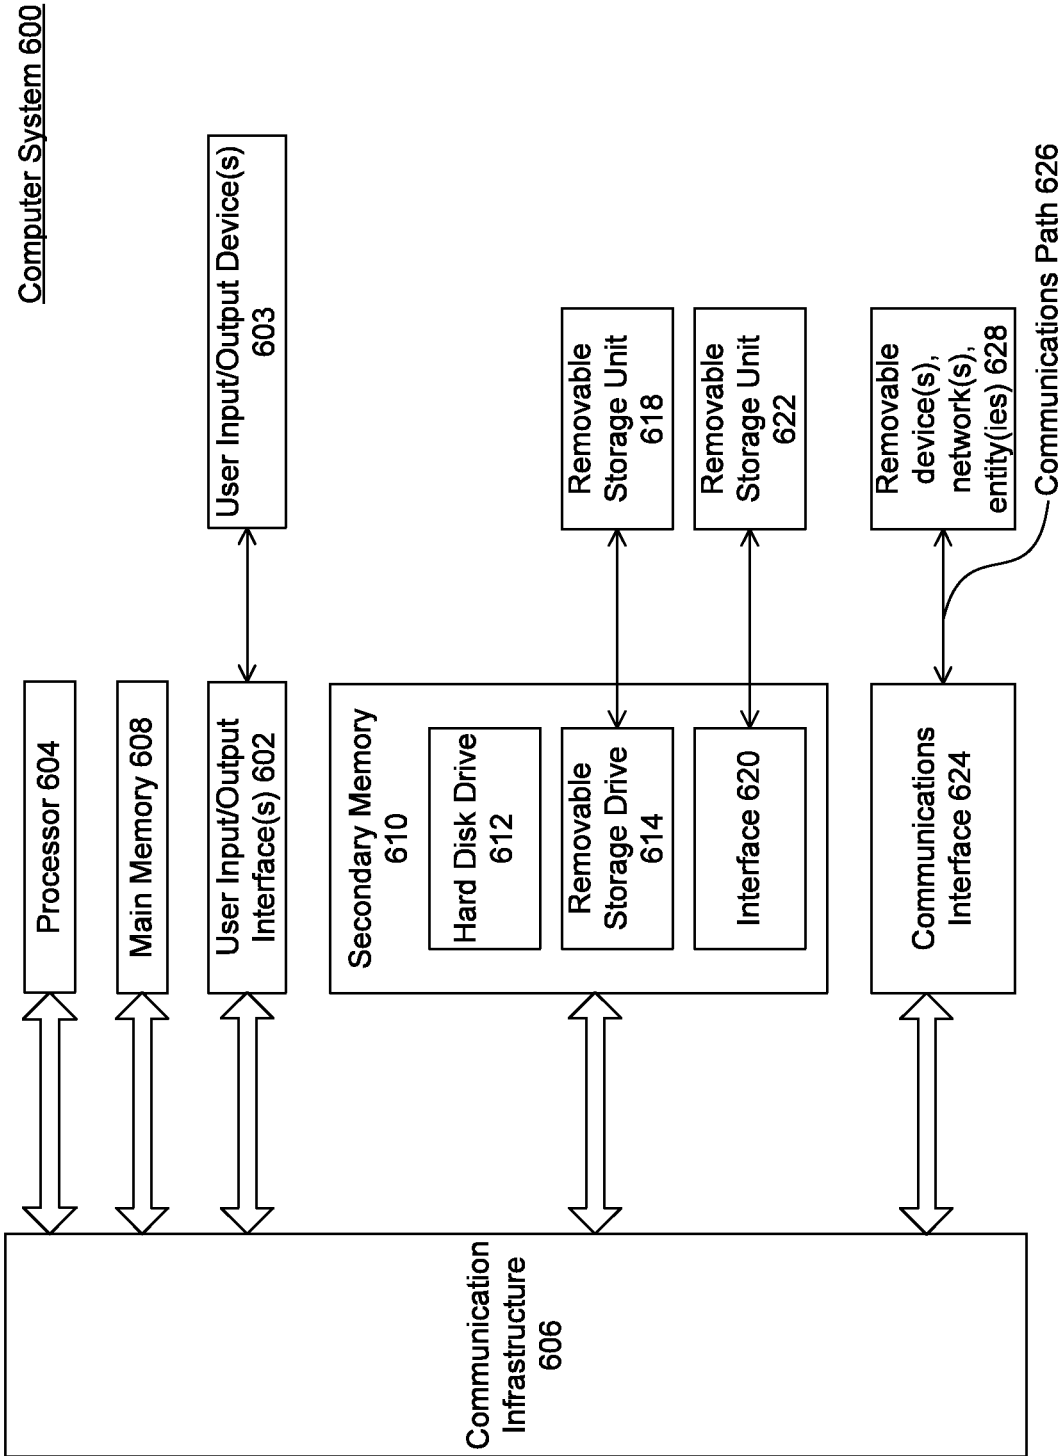 Computer System 600
Processor 604
Main Memory 608
User Input/Output
Interface(s) 602
User Input/Output Device(s)
603
Secondary Memory
610
Hard Disk Drive
612
Removable
Storage Drive
614
Removable
Storage Unit
618
Interface 620
Removable
Storage Unit
622
Communications
Interface 624
Removable
device(s),
network(s),
entity(ies) 628
Communications Path 626
Communication
Infrastructure
606